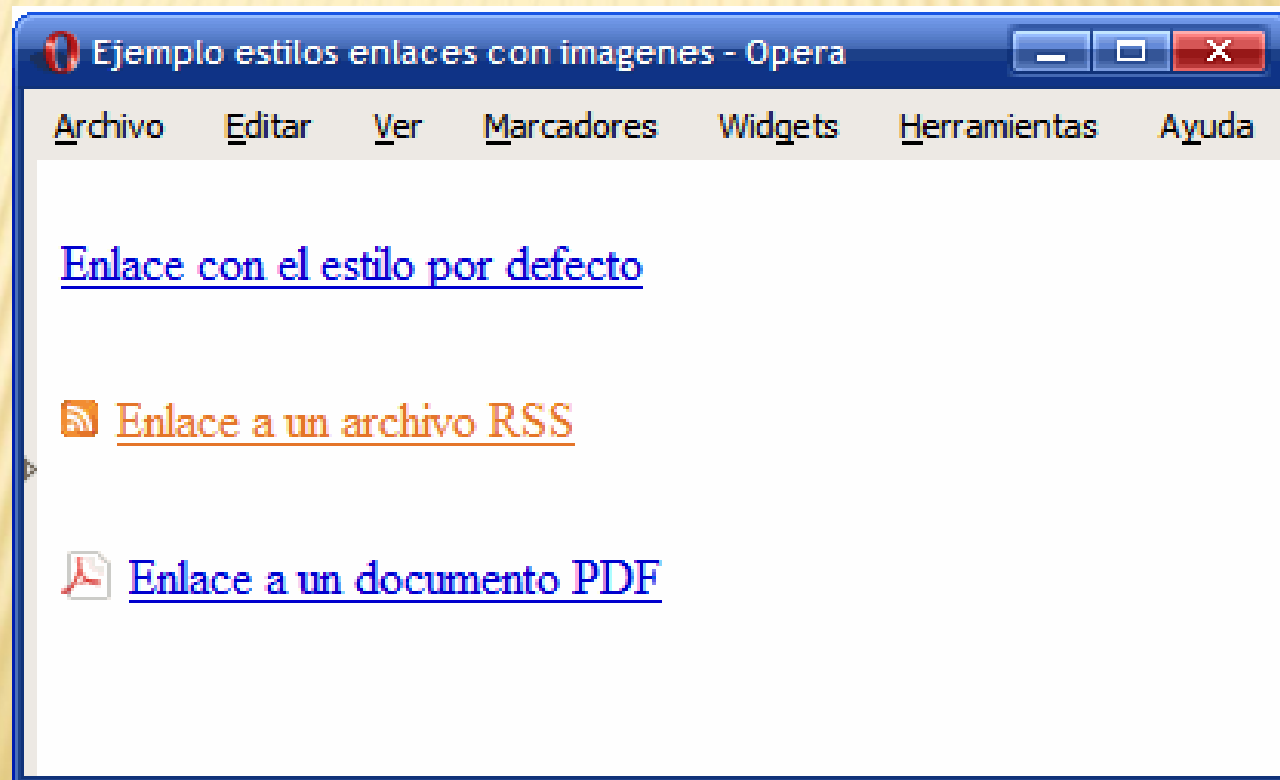 Ejemplo estilos enlaces con imagenes - Opera
Archivo Editar Ver Marcadores Widgets Herramientas Ayuda
Enlace con el estilo por defecto
Enlace a un archivo RSS
Enlace a un documento PDF